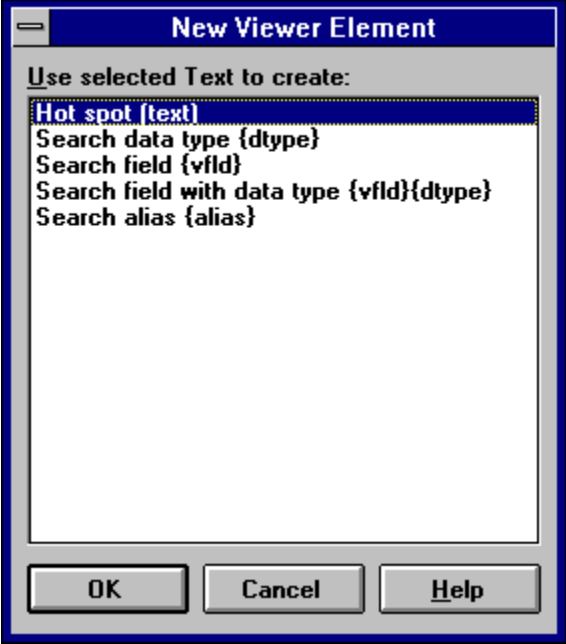 New Viewer Element
Use selected Text to create:
Hot spot (text)
Search data type {dtype}
Search field {vfld}
Search field with data type {vfld}{dtype}
Search alias {alias}
OK
Cancel
Help